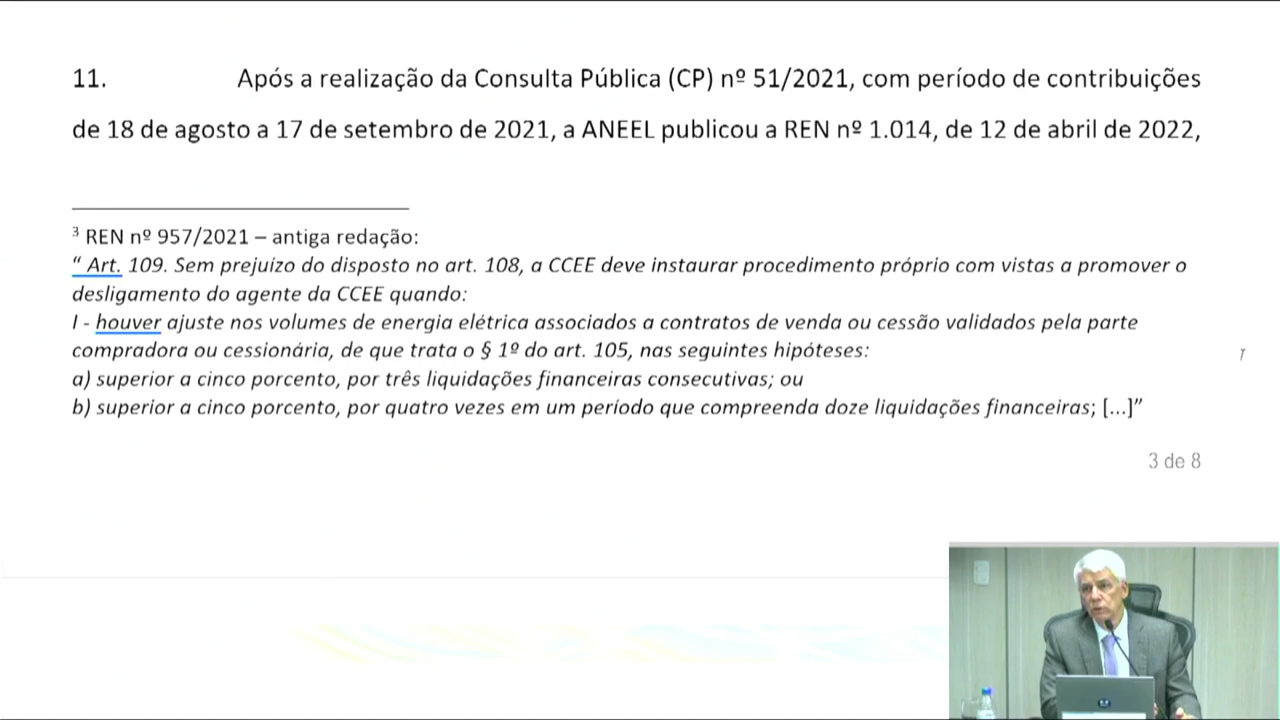 11. Após a realização da Consulta Pública (CP) nº 51/2021, com período de contribuições
de 18 de agosto a 17 de setembro de 2021, a ANEEL publicou a REN nº 1.014, de 12 de abril de 2022,
³ REN nº 957/2021 – antiga redação:
“ Art. 109. Sem prejuízo do disposto no art. 108, a CCEE deve instaurar procedimento próprio com vistas a promover o
desligamento do agente da CCEE quando:
I - houver ajuste nos volumes de energia elétrica associados a contratos de venda ou cessão validados pela parte
compradora ou cessionária, de que trata o § 1º do art. 105, nas seguintes hipóteses:
a) superior a cinco porcento, por três liquidações financeiras consecutivas; ou
b) superior a cinco porcento, por quatro vezes em um período que compreenda doze liquidações financeiras; [...]”
3 de 8